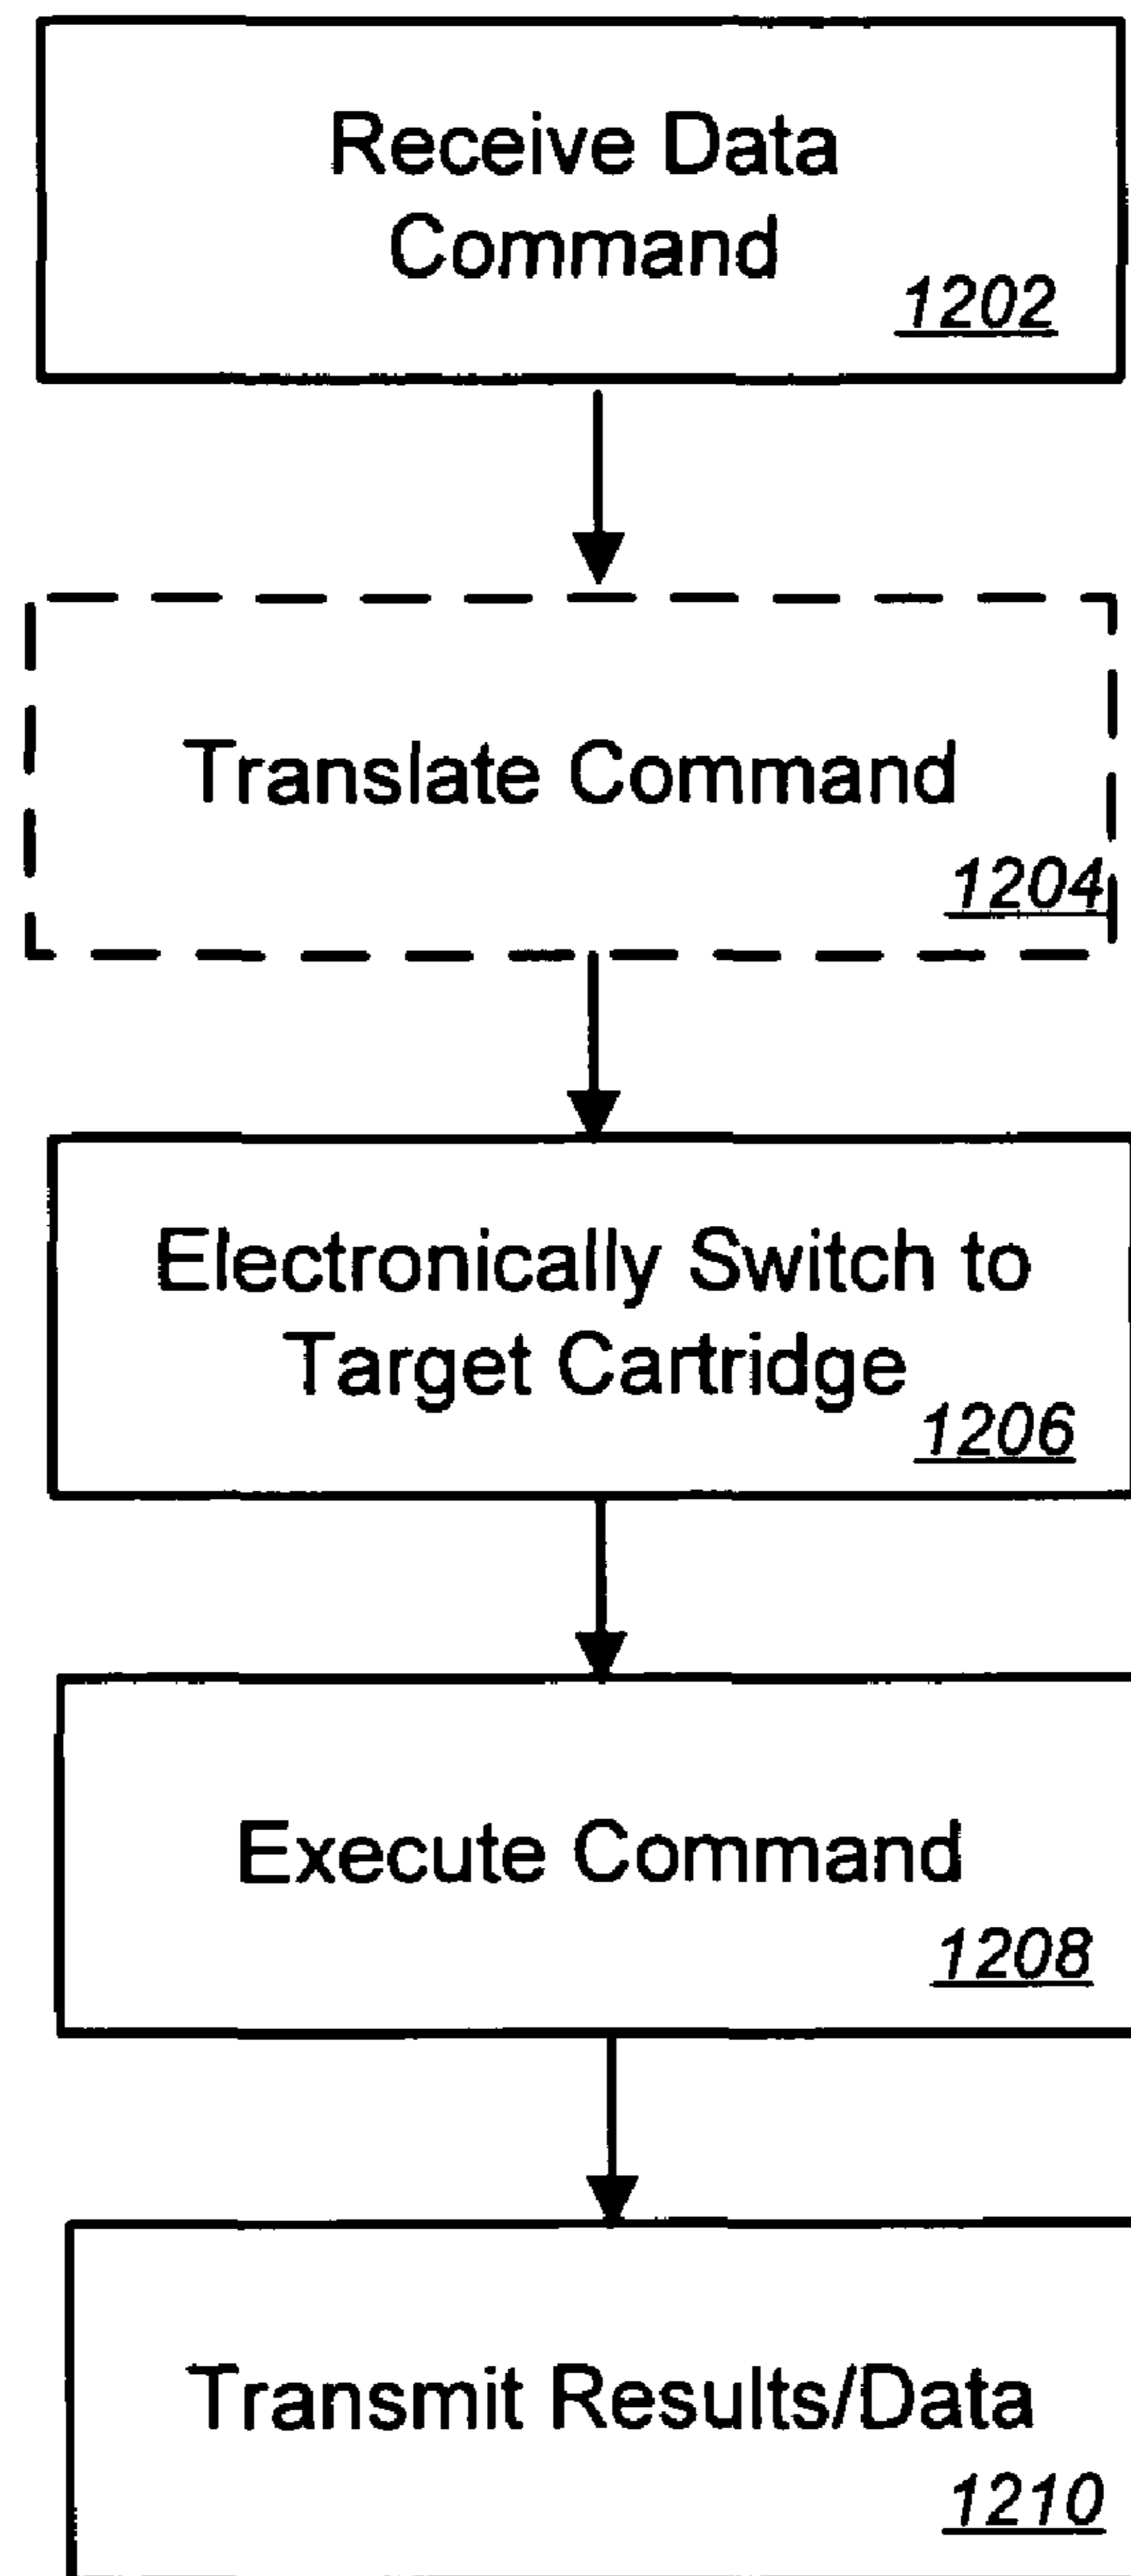 Receive Data
Command
1202
Translate Command
1204
Electronically Switch to
Target Cartridge
1206
Execute Command
1208
Transmit Results/Data
1210